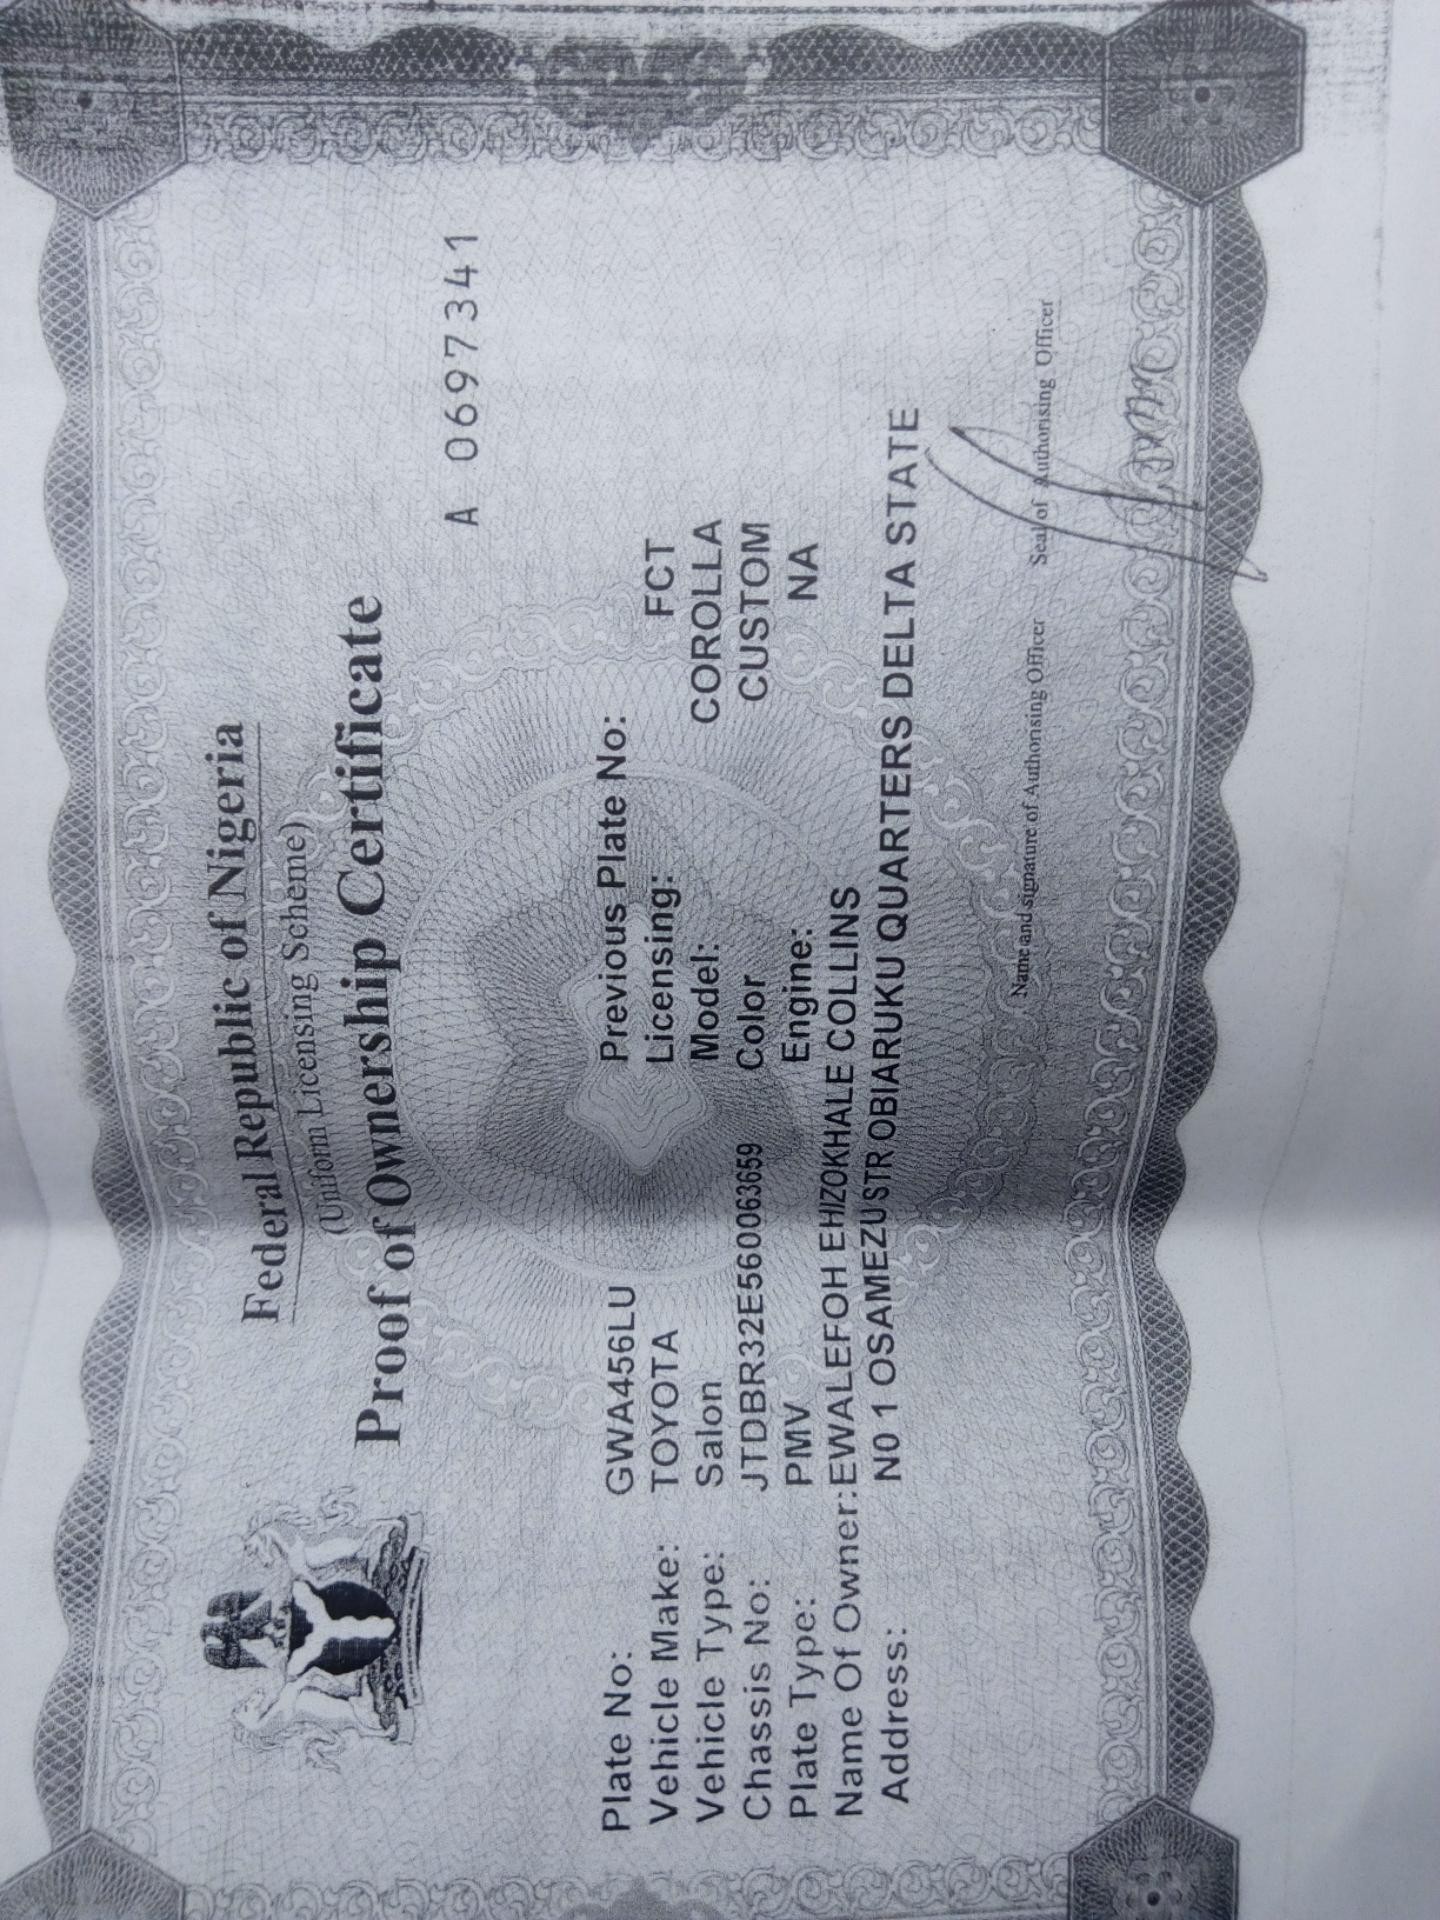 Federal Republic of Nigeria
(Uniform Licensing Scheme)
Proof of Ownership Certificate
A 0697341
Plate No: GWA456LU Previous Plate No:
Vehicle Make: TOYOTA Licensing: FCT
Vehicle Type: Salon Model: COROLLA
Chassis No: JTDBR32E560063659 Color CUSTOM
Plate Type: PMV Engine: NA
Name Of Owner: EWALEFOH EHIZOKHALE COLLINS
Address: N0 1 OSAMEZU STR OBIARUKU QUARTERS DELTA STATE
Name and signature of Authorising Officer Seal of Authorising Officer